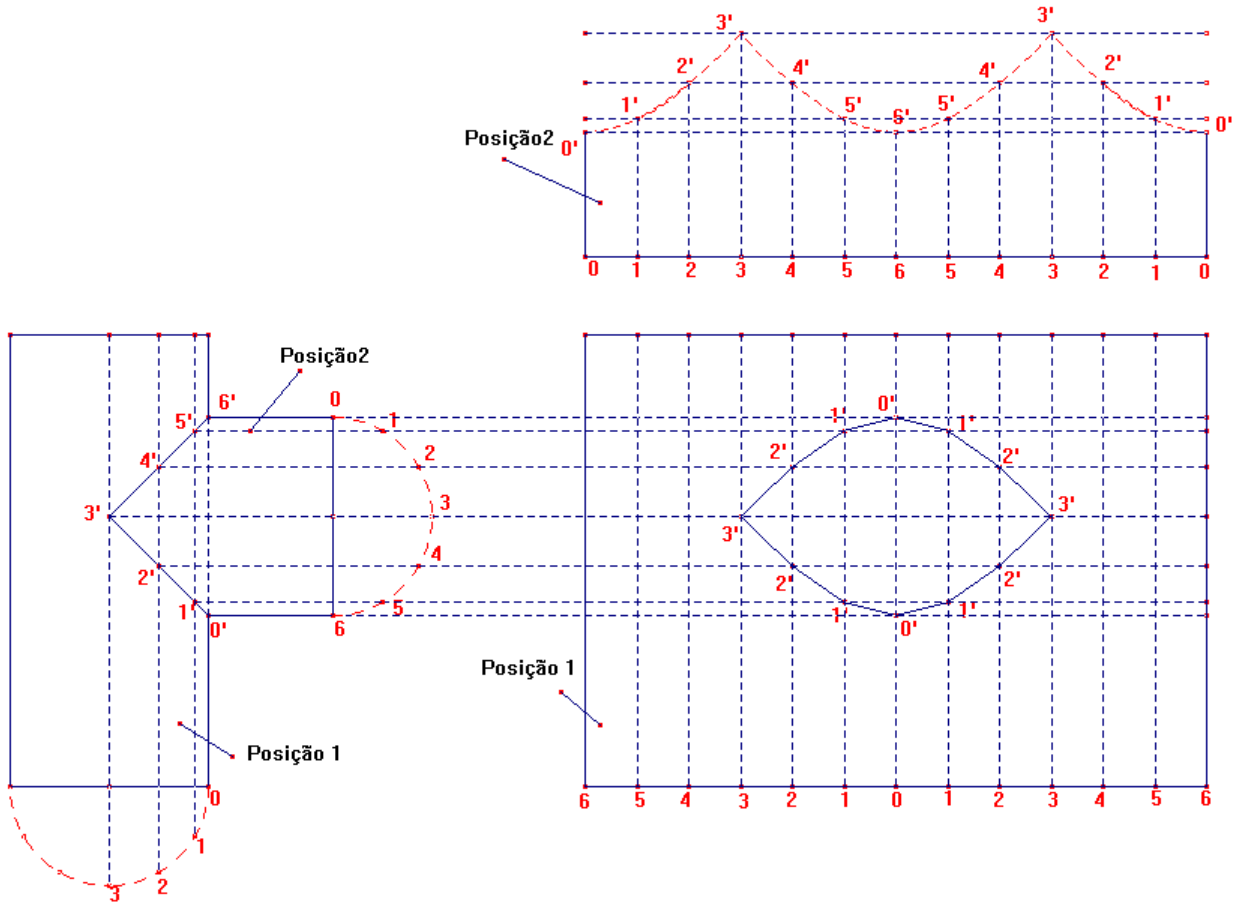 3' 3'
2' 4' 4' 2'
1' 5' 6' 5' 1' 0'
Posição2
0'
0 1 2 3 4 5 6 5 4 3 2 1 0
Posição2
6' 0
5' 1
4' 2
3' 3
2' 4
1' 5
0' 6
0'
1' 1'
2' 2'
3' 3'
2' 2'
1' 0' 1'
Posição 1
Posição 1
0
1
2
3
6 5 4 3 2 1 0 1 2 3 4 5 6